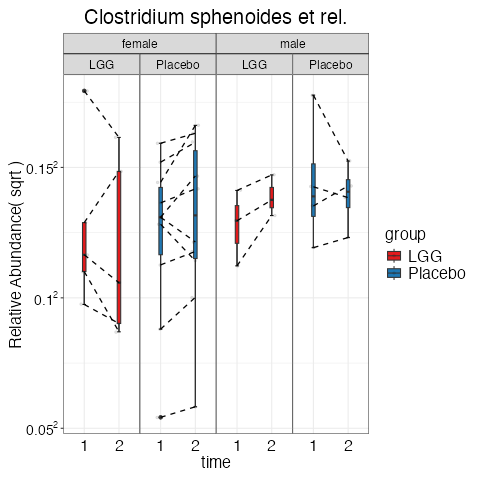 Clostridium sphenoides et rel.
female male
LGG Placebo LGG Placebo
Relative Abundance( sqrt )
0.15²
0.1²
0.05²
1 2 1 2 1 2 1 2
time
group
LGG
Placebo